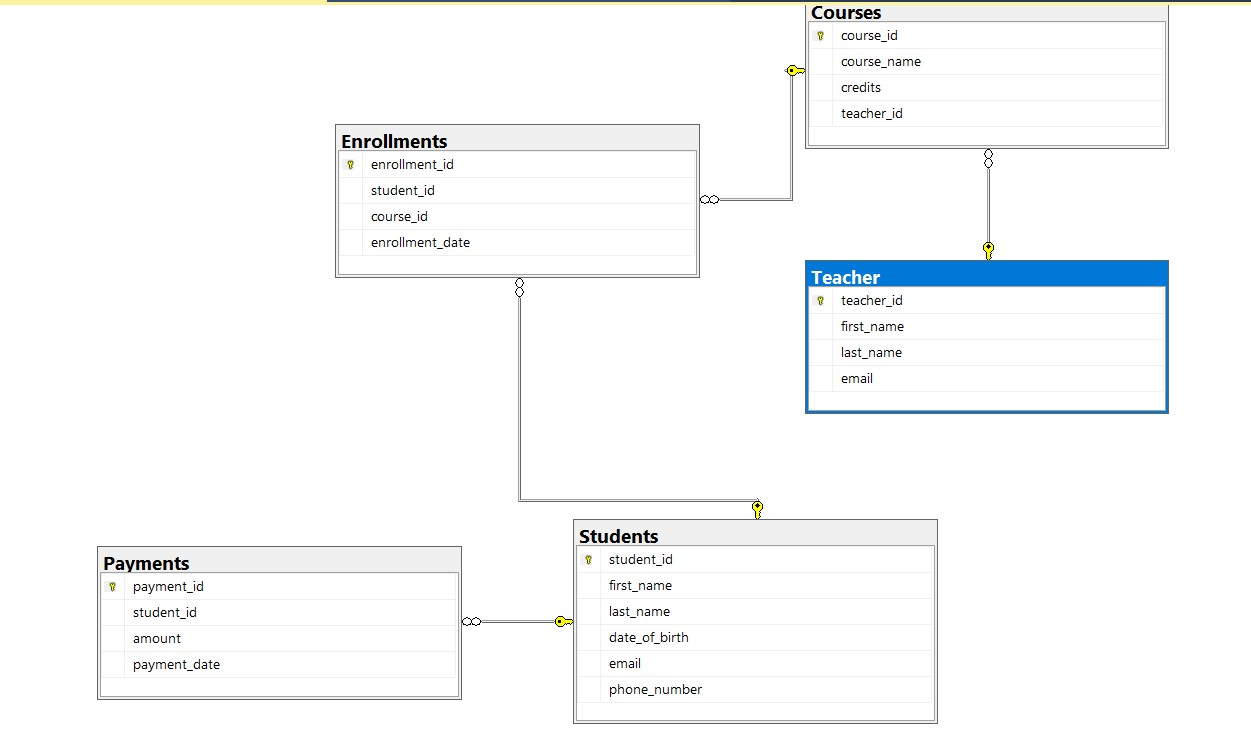 Courses
course_id
course_name
credits
teacher_id
Enrollments
enrollment_id
student_id
course_id
enrollment_date
Teacher
teacher_id
first_name
last_name
email
Students
student_id
first_name
last_name
date_of_birth
email
phone_number
Payments
payment_id
student_id
amount
payment_date